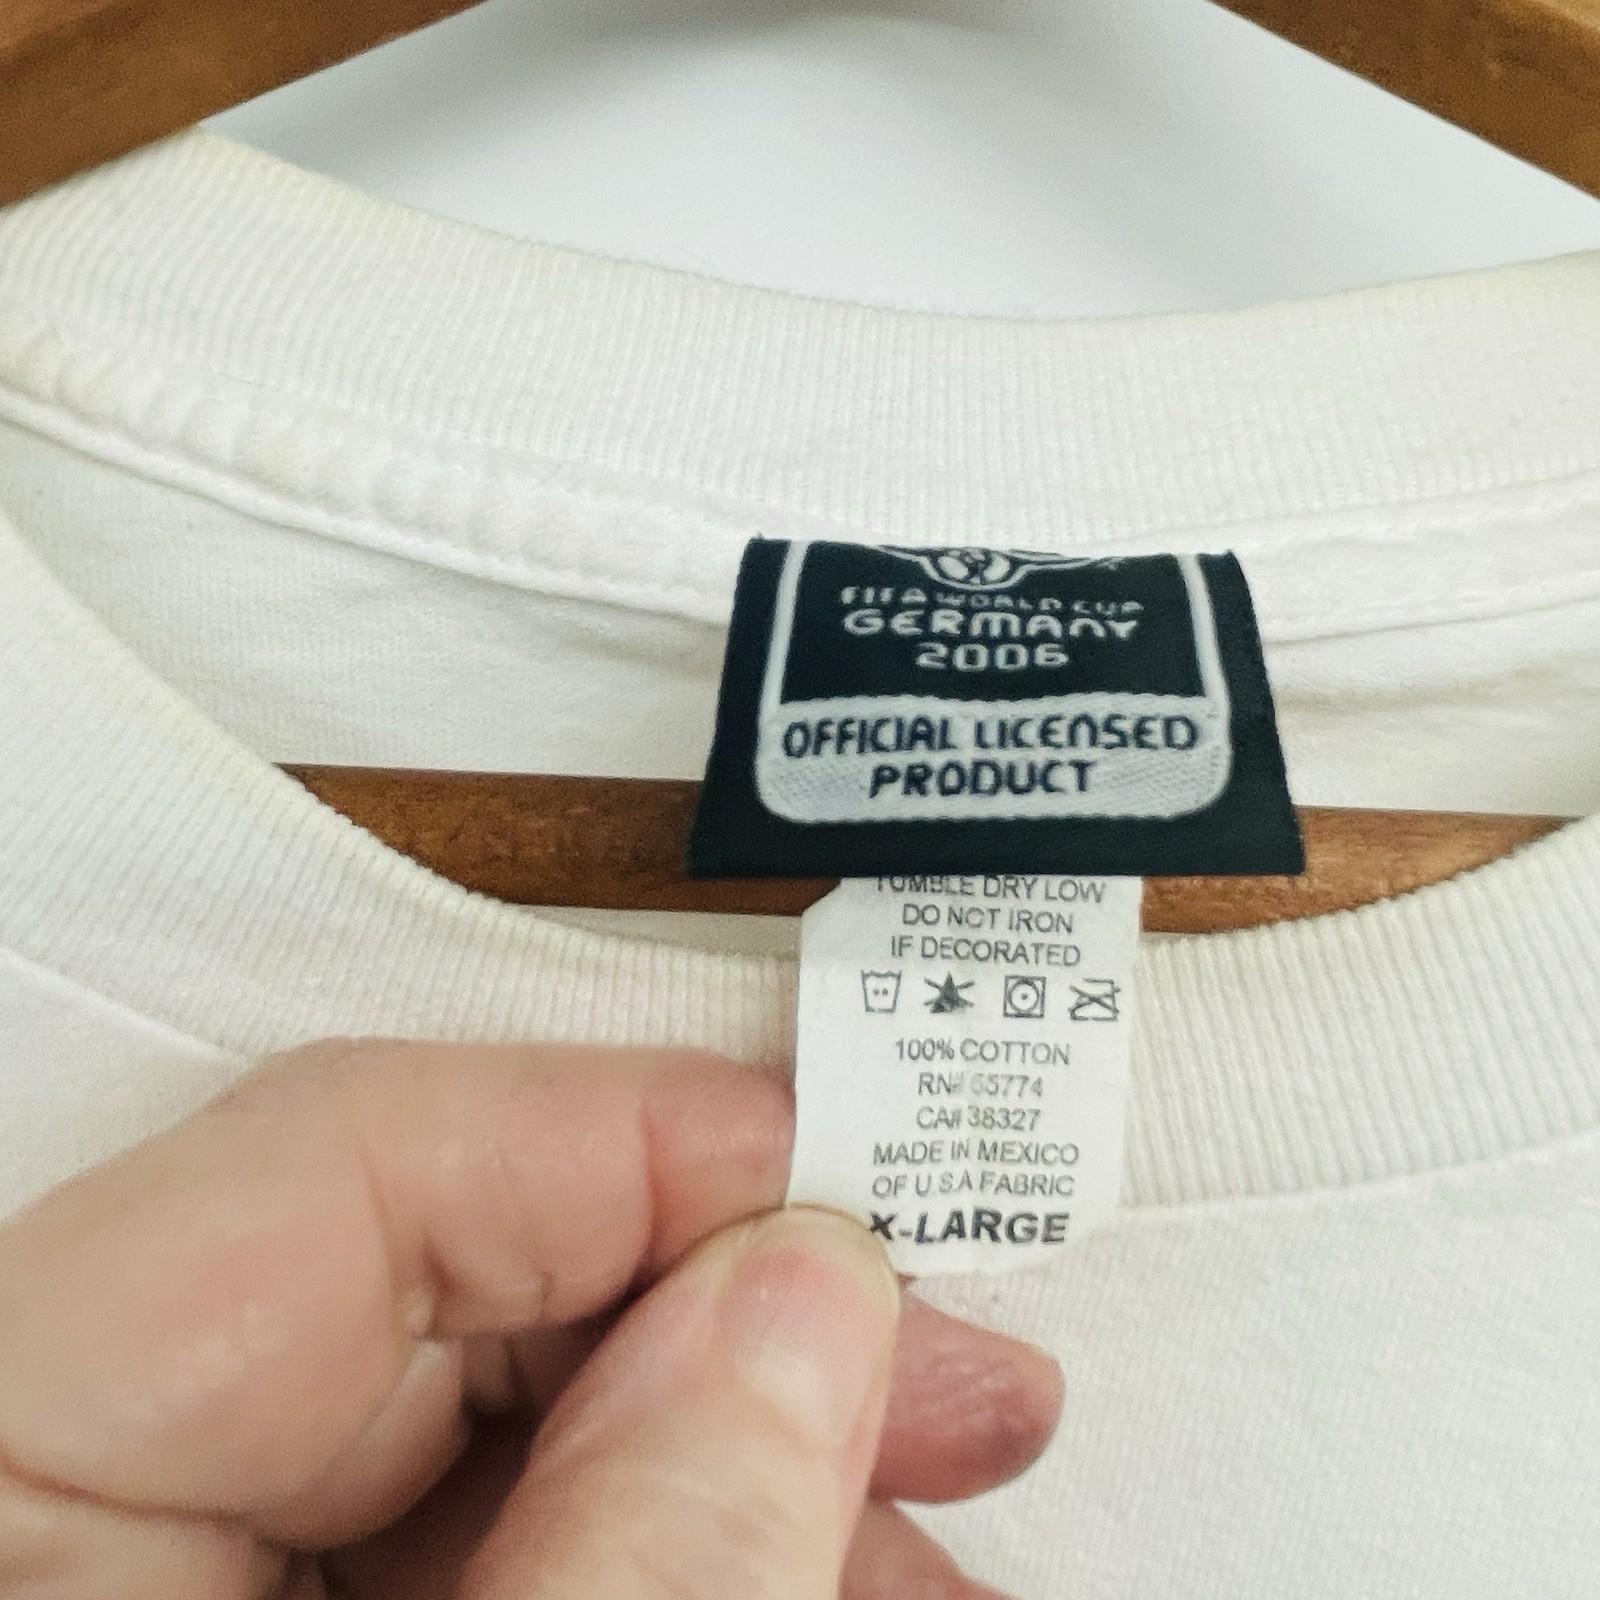 FIFA WORLD CUP
GERMANY
2006
OFFICIAL LICENSED
PRODUCT
TUMBLE DRY LOW
DO NOT IRON
IF DECORATED
100% COTTON
RN# 65774
CA# 38327
MADE IN MEXICO
OF U.S.A FABRIC
X-LARGE